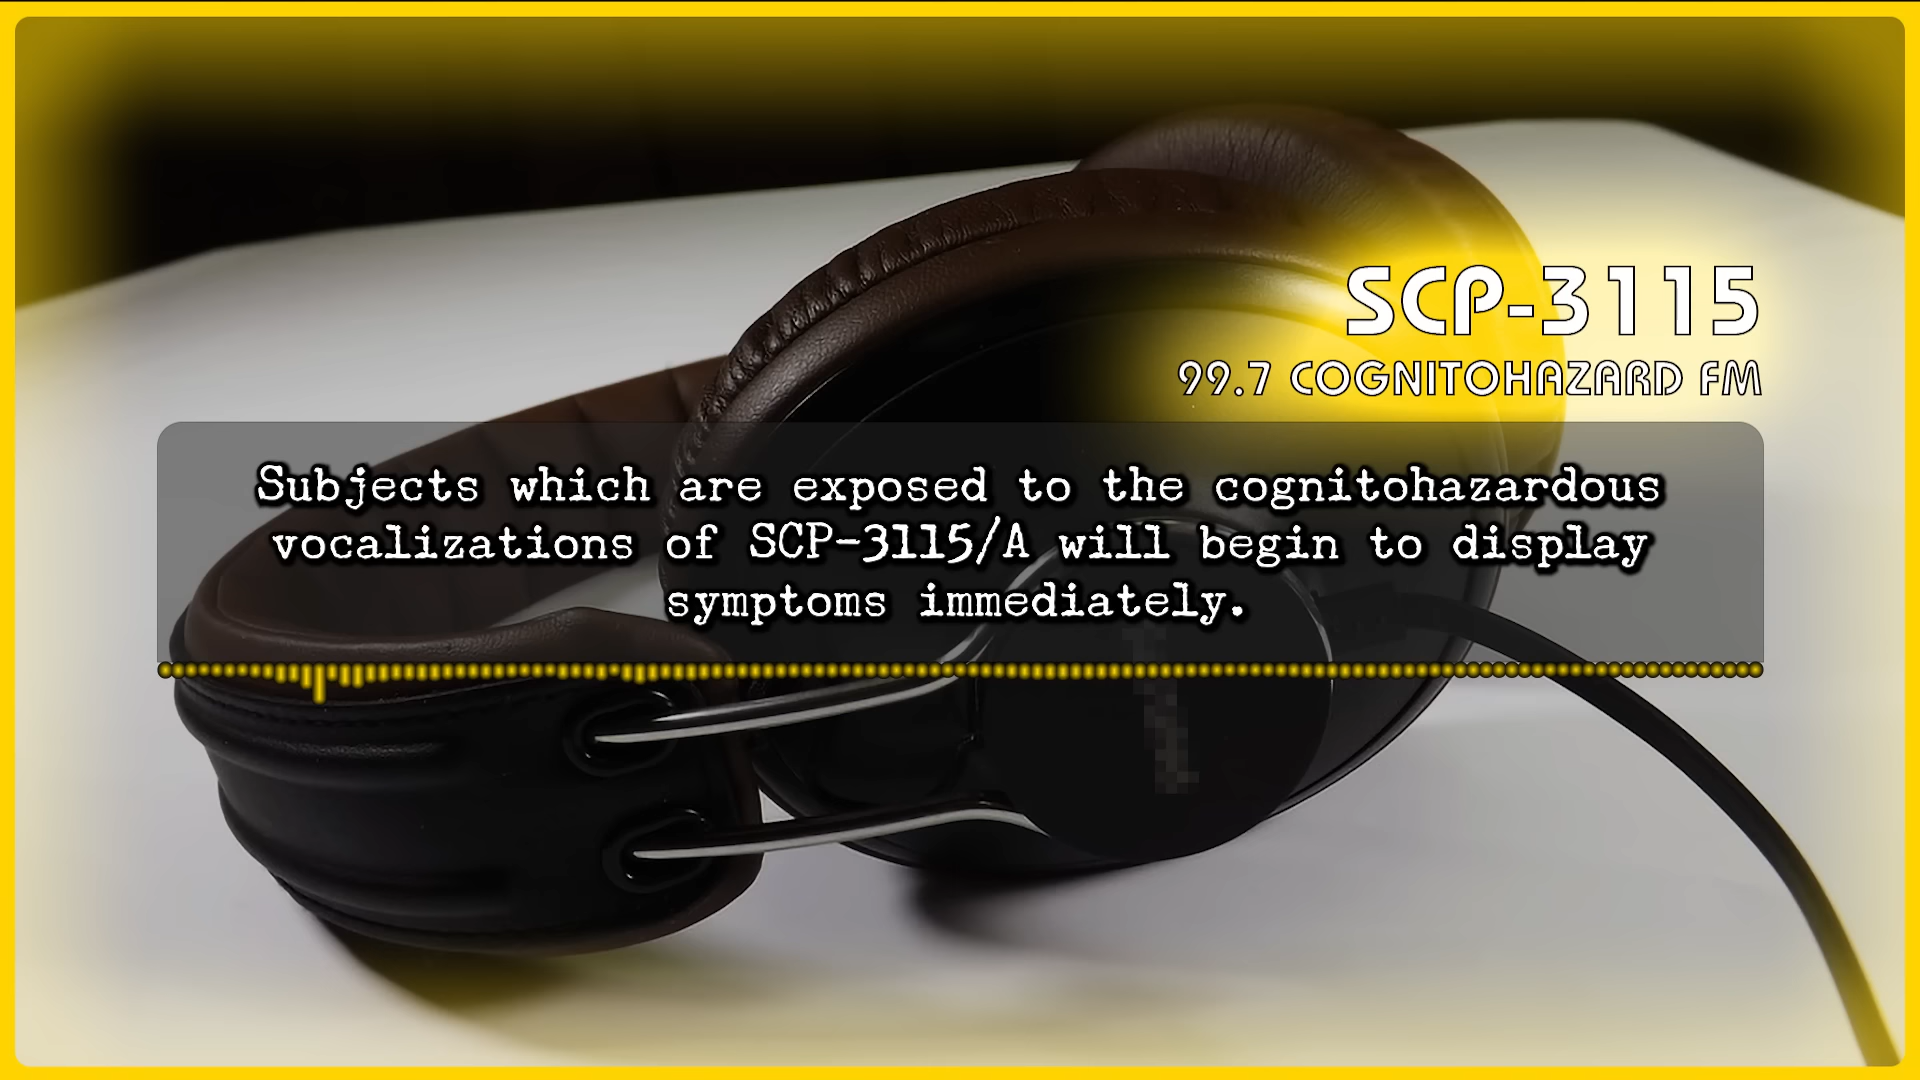 SCP-3115
99.7 COGNITOHAZARD FM
Subjects which are exposed to the cognitohazardous
vocalizations of SCP-3115/A will begin to display
symptoms immediately.